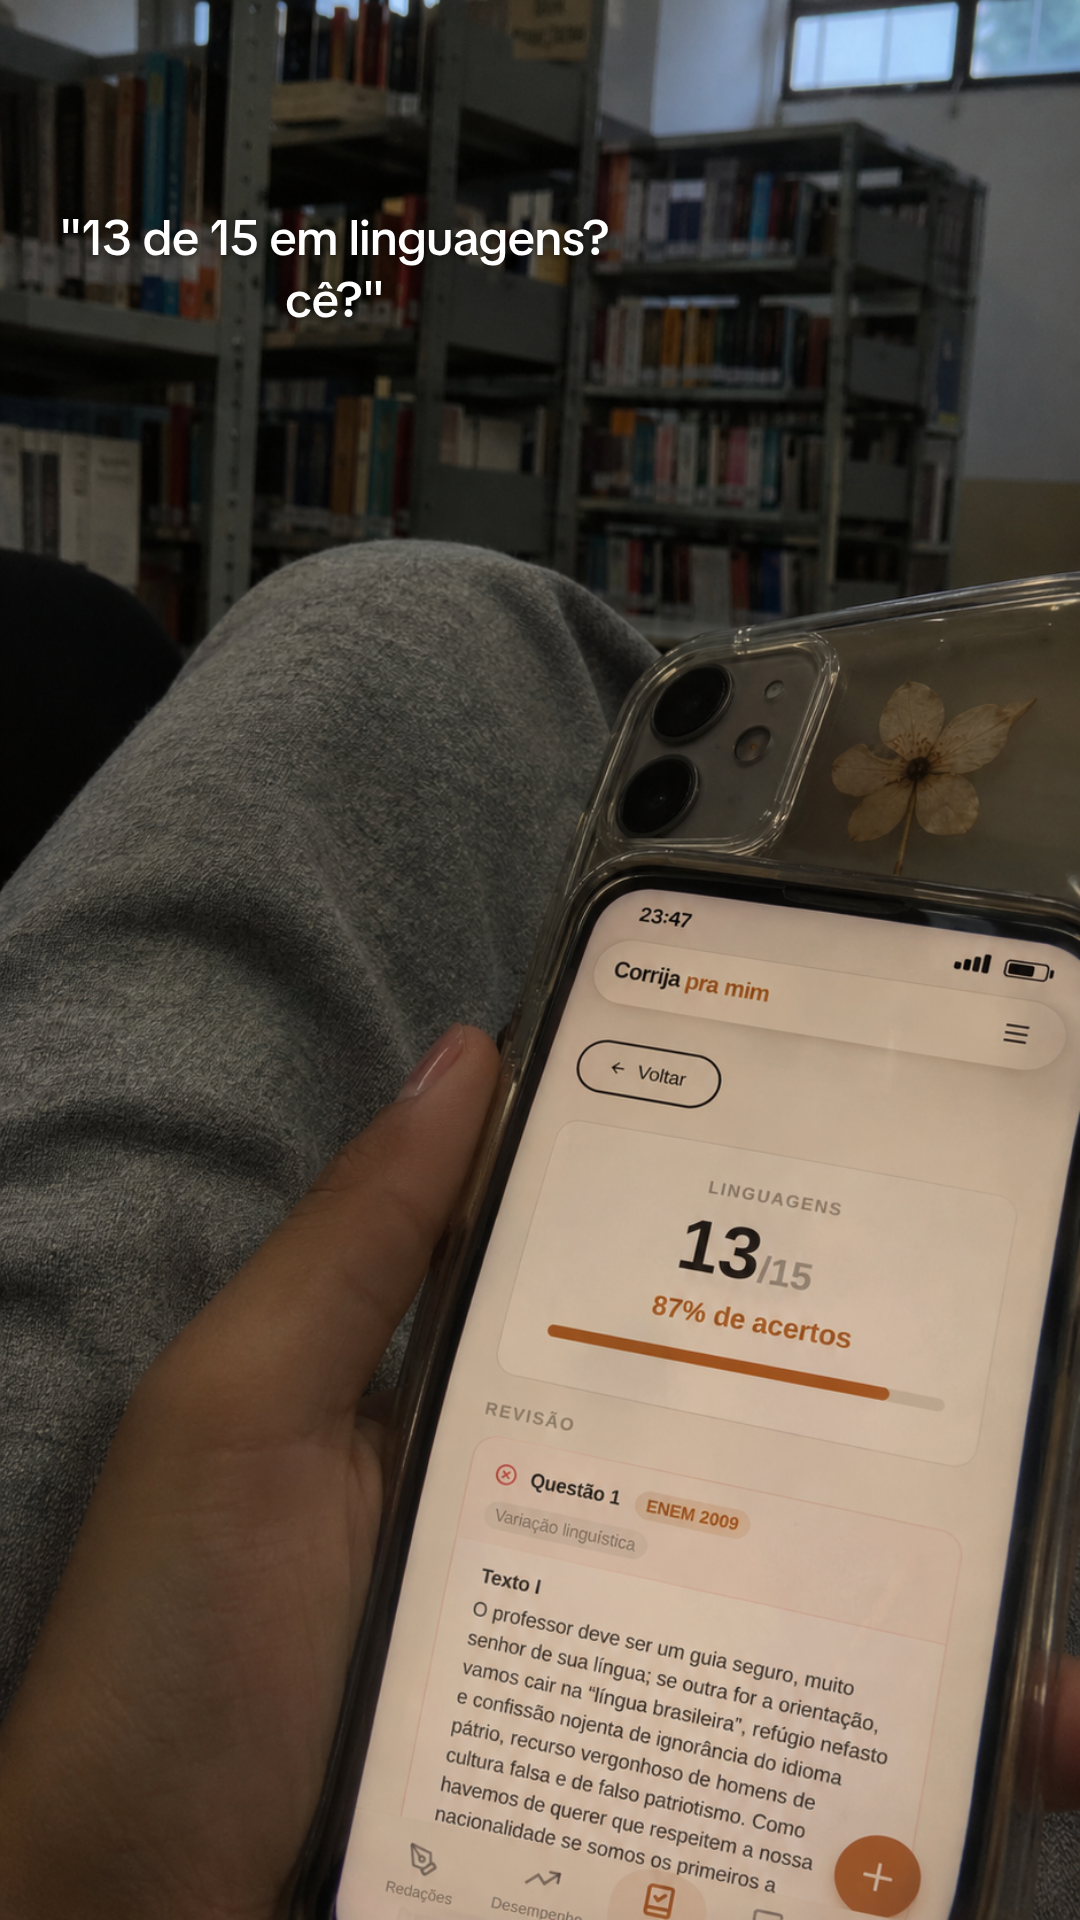 "13 de 15 em linguagens?
cê?"
23:47
Corrija pra mim
← Voltar
LINGUAGENS
13/15
87% de acertos
REVISÃO
Questão 1 ENEM 2009
Variação linguística
Texto I
O professor deve ser um guia seguro, muito
senhor de sua língua; se outra for a orientação,
vamos cair na “língua brasileira”, refúgio nefasto
e confissão nojenta de ignorância do idioma
pátrio, recurso vergonhoso de homens de
cultura falsa e de falso patriotismo. Como
havemos de querer que respeitem a nossa
nacionalidade se somos os primeiros a
Redações
Desempenho